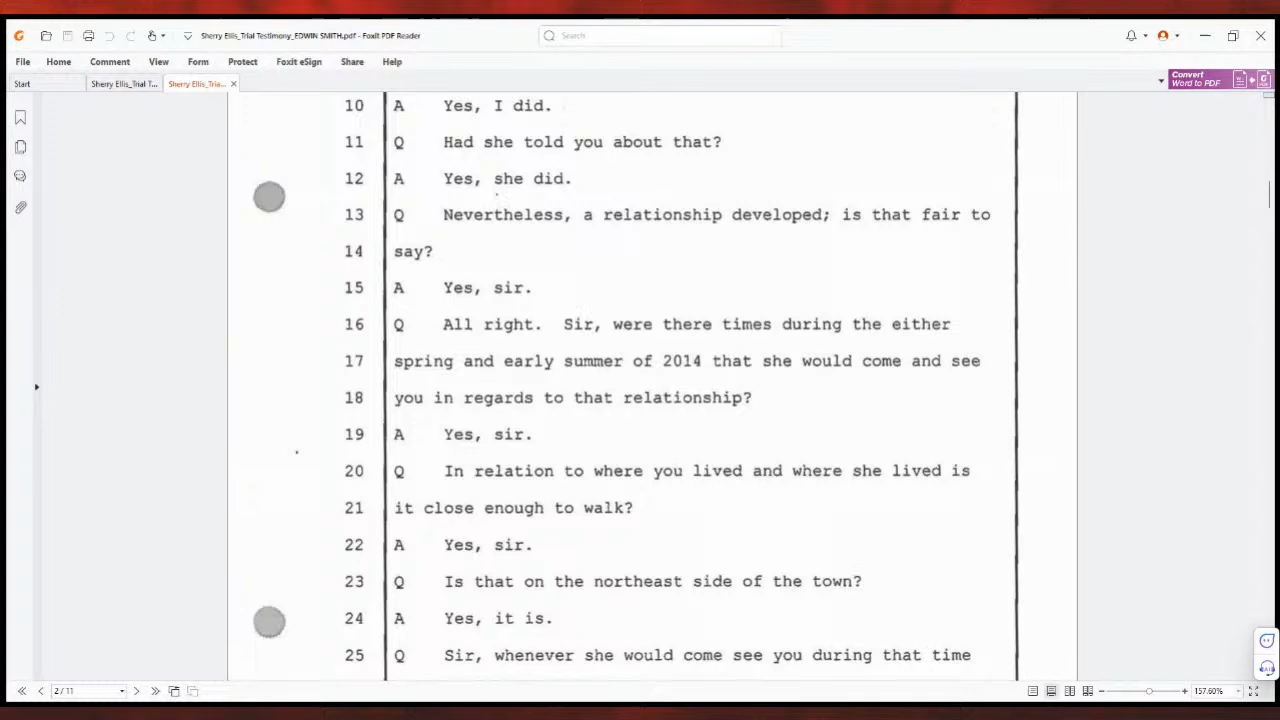 Sherry Ellis_Trial Testimony_EDWIN SMITH.pdf - Foxit PDF Reader
Search
File Home Comment View Form Protect Foxit eSign Share Help
Start Sherry Ellis_Trial T... Sherry Ellis_Tria...
Convert
Word to PDF
10 A Yes, I did.
11 Q Had she told you about that?
12 A Yes, she did.
13 Q Nevertheless, a relationship developed; is that fair to
14 say?
15 A Yes, sir.
16 Q All right. Sir, were there times during the either
17 spring and early summer of 2014 that she would come and see
18 you in regards to that relationship?
19 A Yes, sir.
20 Q In relation to where you lived and where she lived is
21 it close enough to walk?
22 A Yes, sir.
23 Q Is that on the northeast side of the town?
24 A Yes, it is.
25 Q Sir, whenever she would come see you during that time
2 / 11
157.60%